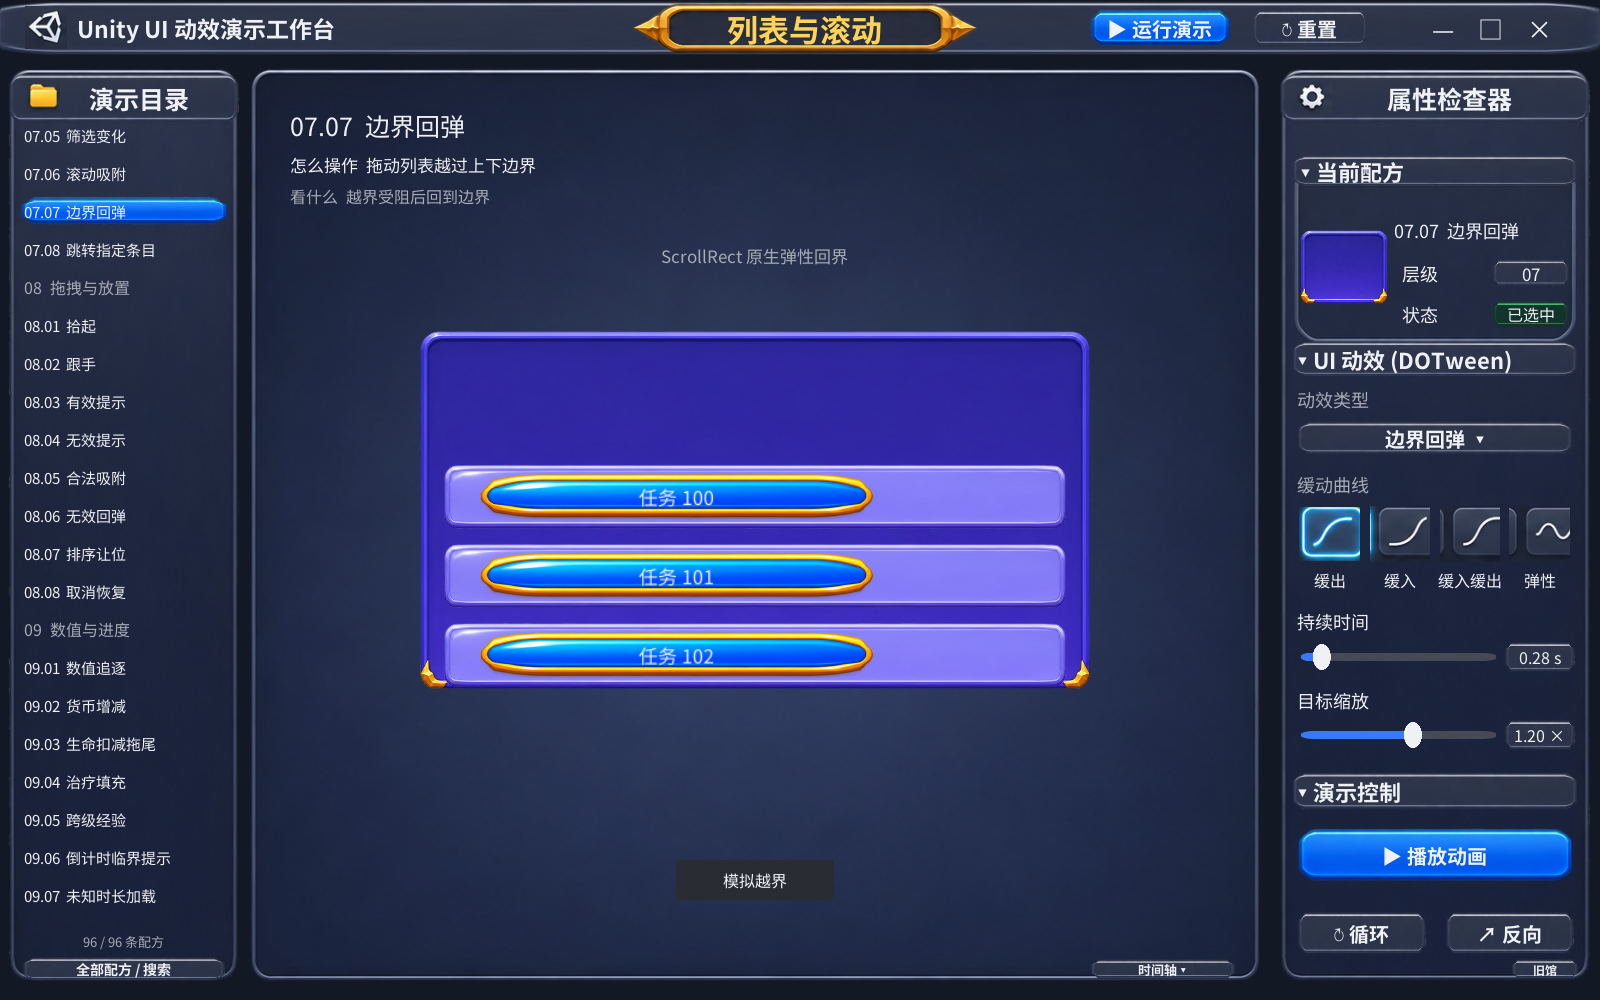 Unity UI 动效演示工作台
列表与滚动
▶ 运行演示
↻ 重置
演示目录
07.05 筛选变化
07.06 滚动吸附
07.07 边界回弹
07.08 跳转指定条目
08 拖拽与放置
08.01 拾起
08.02 跟手
08.03 有效提示
08.04 无效提示
08.05 合法吸附
08.06 无效回弹
08.07 排序让位
08.08 取消恢复
09 数值与进度
09.01 数值追逐
09.02 货币增减
09.03 生命扣减拖尾
09.04 治疗填充
09.05 跨级经验
09.06 倒计时临界提示
09.07 未知时长加载
96 / 96 条配方
全部配方 / 搜索
07.07 边界回弹
怎么操作 拖动列表越过上下边界
看什么 越界受阻后回到边界
ScrollRect 原生弹性回界
任务 100
任务 101
任务 102
模拟越界
时间轴 ▾
属性检查器
▾ 当前配方
07.07 边界回弹
层级 07
状态 已选中
▾ UI 动效 (DOTween)
动效类型
边界回弹 ▾
缓动曲线
缓出 缓入 缓入缓出 弹性
持续时间
0.28 s
目标缩放
1.20 ×
▾ 演示控制
▶ 播放动画
↻ 循环
↗ 反向
旧馆